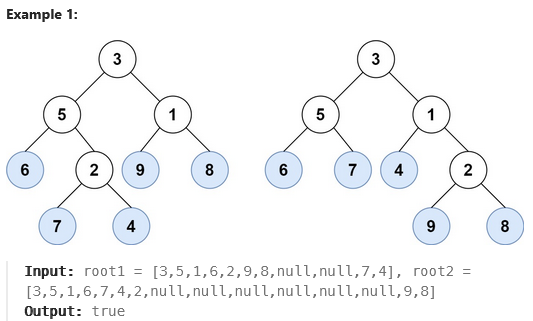 Example 1:
3 3
5 1 5 1
6 2 9 8 6 7 4 2
7 4 9 8
Input: root1 = [3,5,1,6,2,9,8,null,null,7,4], root2 =
[3,5,1,6,7,4,2,null,null,null,null,null,null,9,8]
Output: true